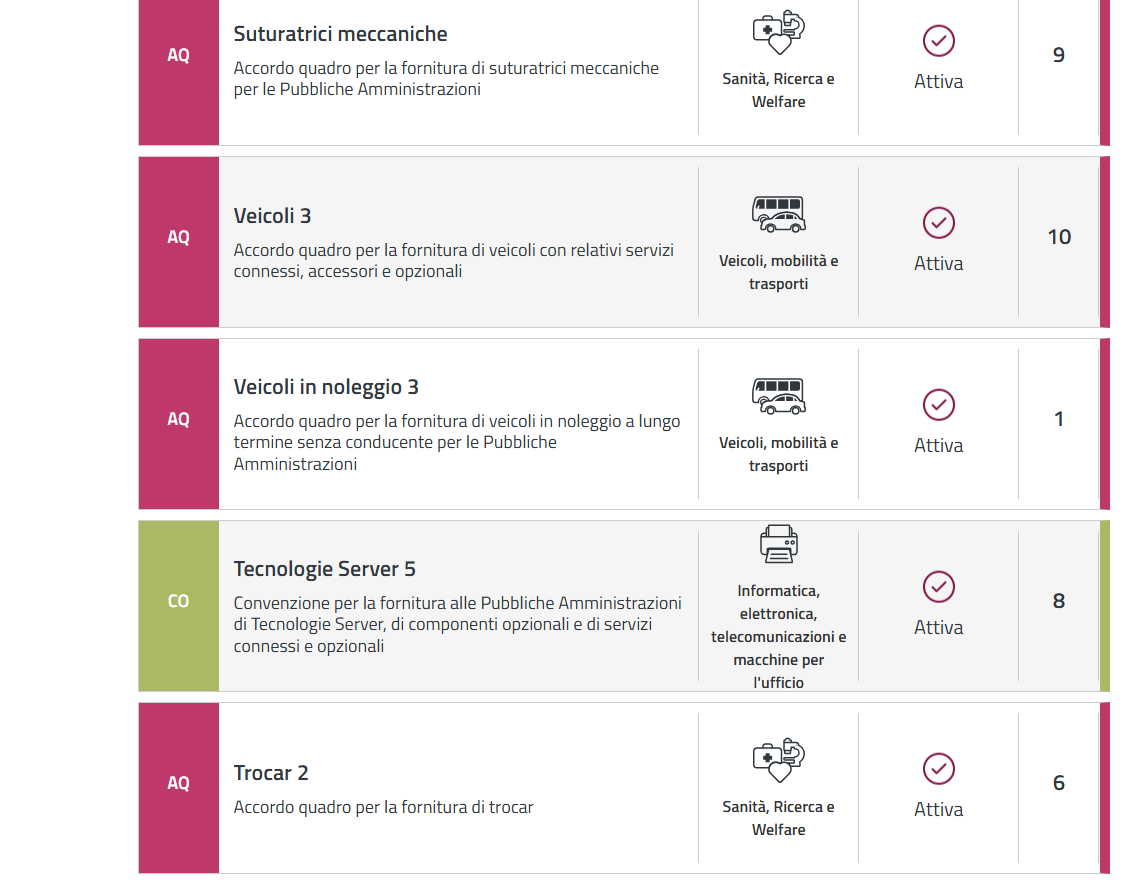 AQ
Suturatrici meccaniche
Accordo quadro per la fornitura di suturatrici meccaniche
per le Pubbliche Amministrazioni
Sanità, Ricerca e
Welfare
Attiva
9
AQ
Veicoli 3
Accordo quadro per la fornitura di veicoli con relativi servizi
connessi, accessori e opzionali
Veicoli, mobilità e
trasporti
Attiva
10
AQ
Veicoli in noleggio 3
Accordo quadro per la fornitura di veicoli in noleggio a lungo
termine senza conducente per le Pubbliche
Amministrazioni
Veicoli, mobilità e
trasporti
Attiva
1
CO
Tecnologie Server 5
Convenzione per la fornitura alle Pubbliche Amministrazioni
di Tecnologie Server, di componenti opzionali e di servizi
connessi e opzionali
Informatica,
elettronica,
telecomunicazioni e
macchine per
l'ufficio
Attiva
8
AQ
Trocar 2
Accordo quadro per la fornitura di trocar
Sanità, Ricerca e
Welfare
Attiva
6